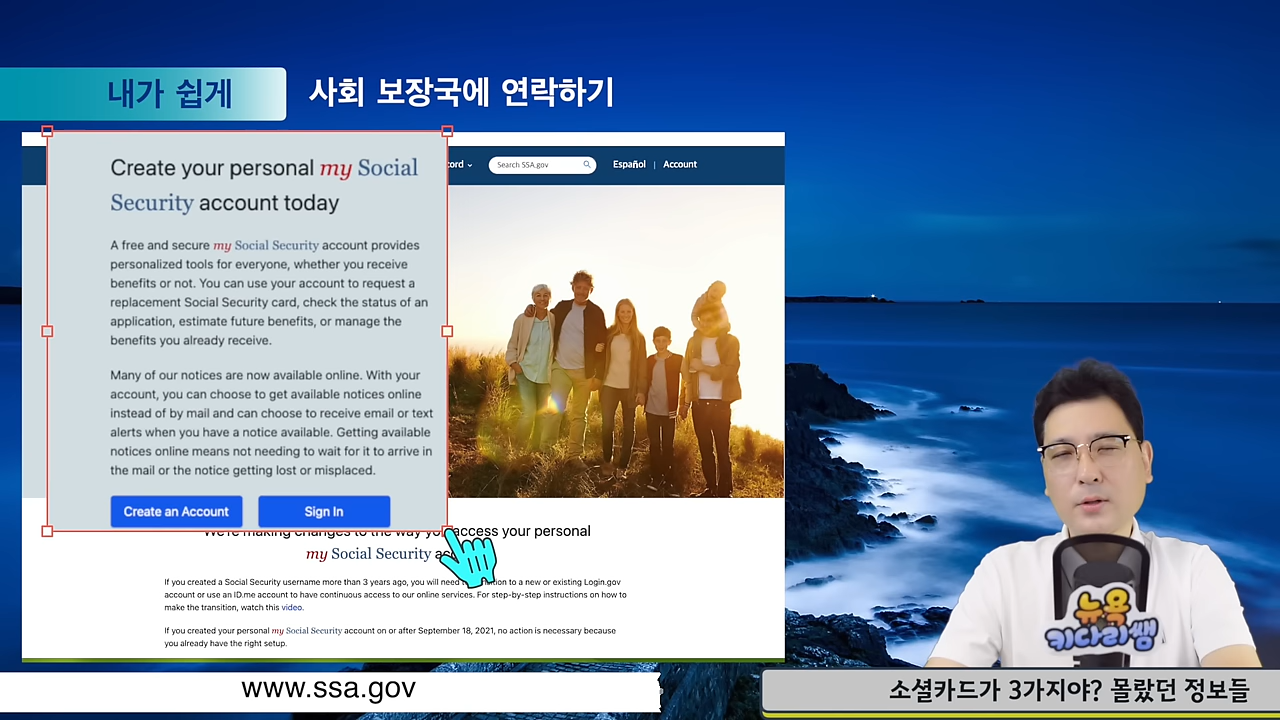 내가 쉽게
사회 보장국에 연락하기
Create your personal my Social
Security account today
A free and secure my Social Security account provides
personalized tools for everyone, whether you receive
benefits or not. You can use your account to request a
replacement Social Security card, check the status of an
application, estimate future benefits, or manage the
benefits you already receive.
Many of our notices are now available online. With your
account, you can choose to get available notices online
instead of by mail and can choose to receive email or text
alerts when you have a notice available. Getting available
notices online means not needing to wait for it to arrive in
the mail or the notice getting lost or misplaced.
Create an Account
Sign In
Search SSA.gov
Español | Account
We're making changes to the way you access your personal
my Social Security
If you created a Social Security username more than 3 years ago, you will need to a new or existing Login.gov
account or use an ID.me account to have continuous access to our online services. For step-by-step instructions on how to
make the transition, watch this video.
If you created your personal my Social Security account on or after September 18, 2021, no action is necessary because
you already have the right setup.
뉴욕
키다리쌤
www.ssa.gov
소셜카드가 3가지야? 몰랐던 정보들